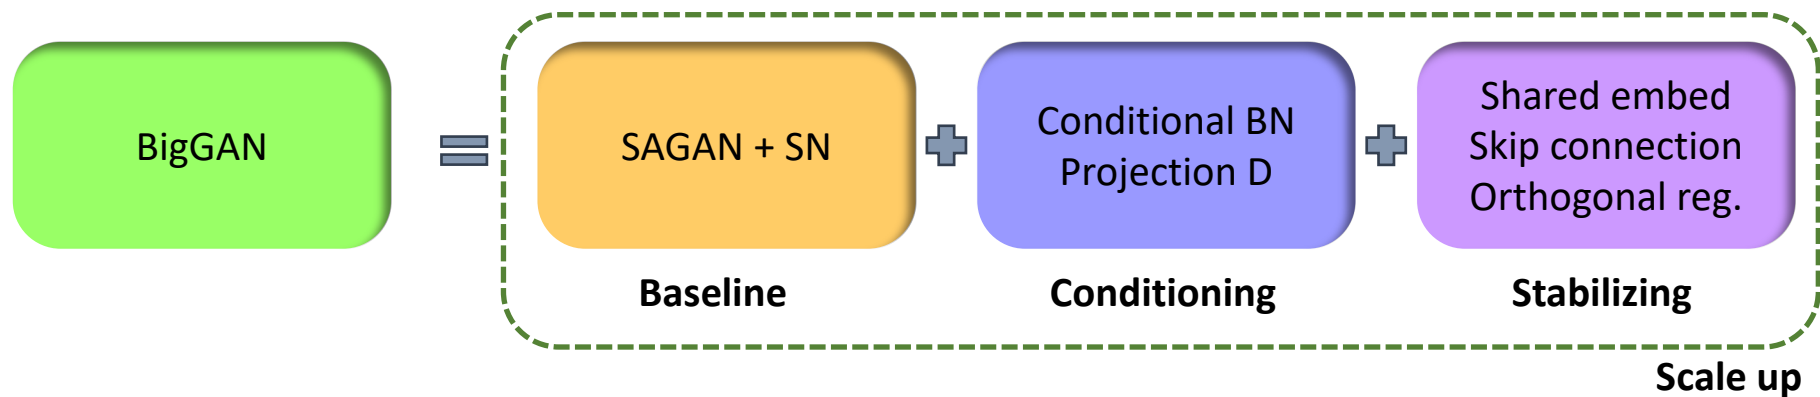 BigGAN
SAGAN + SN
Conditional BN
Projection D
Shared embed
Skip connection
Orthogonal reg.
Baseline
Conditioning
Stabilizing
Scale up